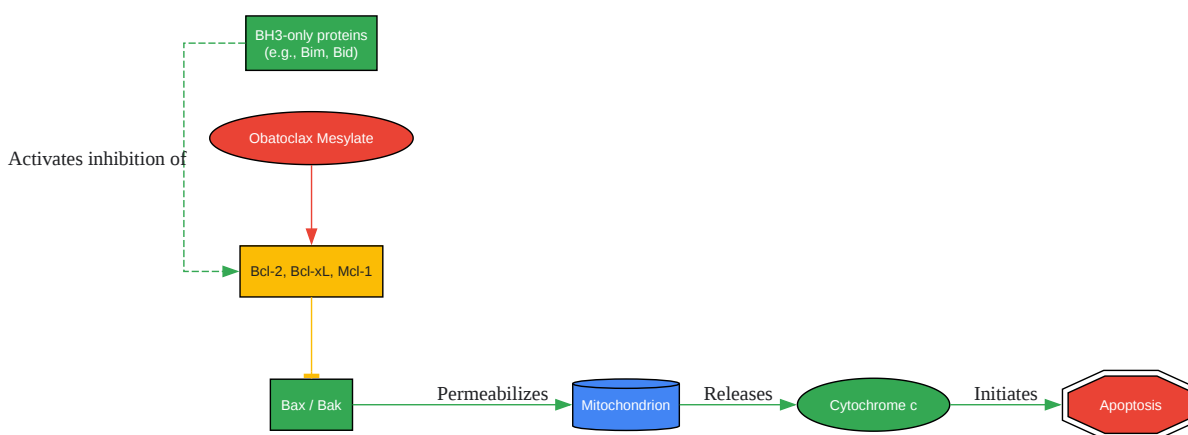 BH3-only proteins
(e.g., Bim, Bid)
Obatoclax Mesylate
Activates inhibition of
Bcl-2, Bcl-xL, Mcl-1
Bax / Bak
Permeabilizes
Mitochondrion
Releases
Cytochrome c
Initiates
Apoptosis